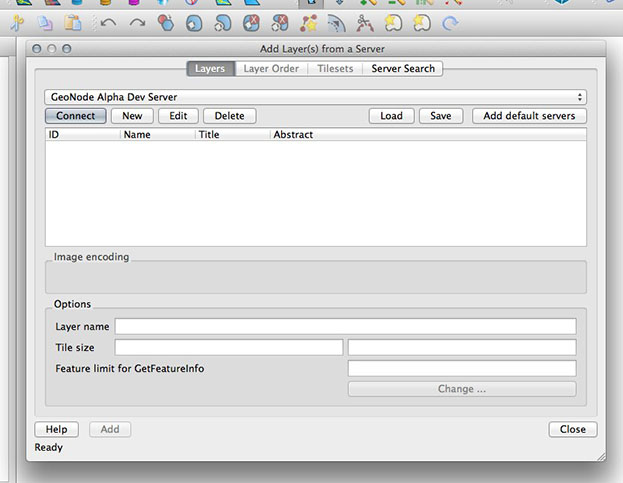 Add Layer(s) from a Server
Layers Layer Order Tilesets Server Search
GeoNode Alpha Dev Server
Connect New Edit Delete Load Save Add default servers
ID Name Title Abstract
Image encoding
Options
Layer name
Tile size
Feature limit for GetFeatureInfo
Change ...
Help Add Close
Ready